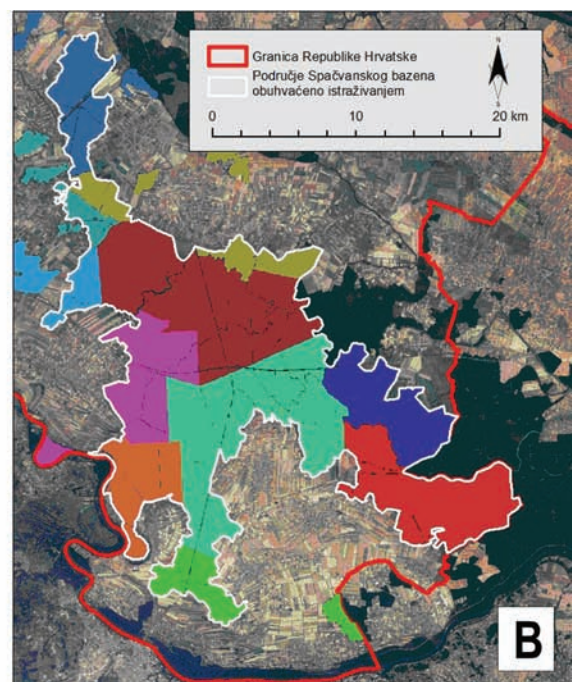 N
Granica Republike Hrvatske
Područje Spačvanskog bazena
obuhvaćeno istraživanjem
S
0 10 20 km
B